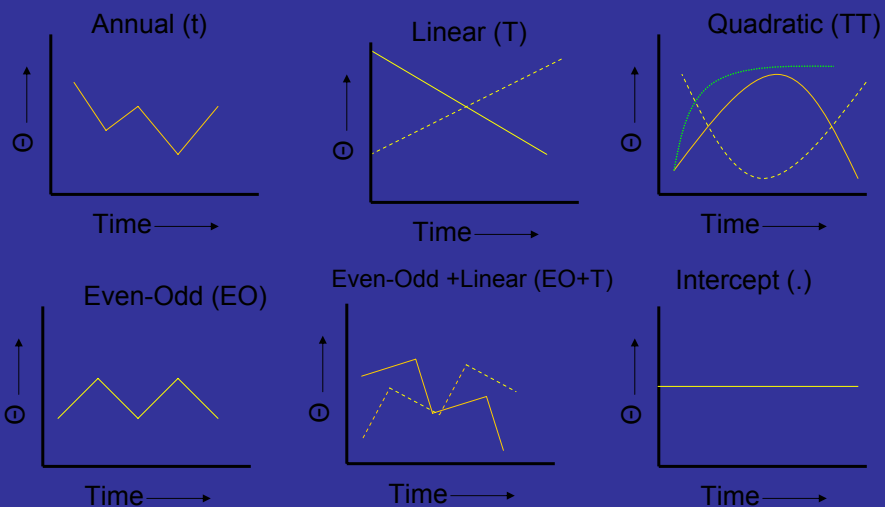 Annual (t)
Linear (T)
Quadratic (TT)
Θ
Θ
Θ
Time
Time
Time
Even-Odd (EO)
Even-Odd +Linear (EO+T)
Intercept (.)
Θ
Θ
Θ
Time
Time
Time